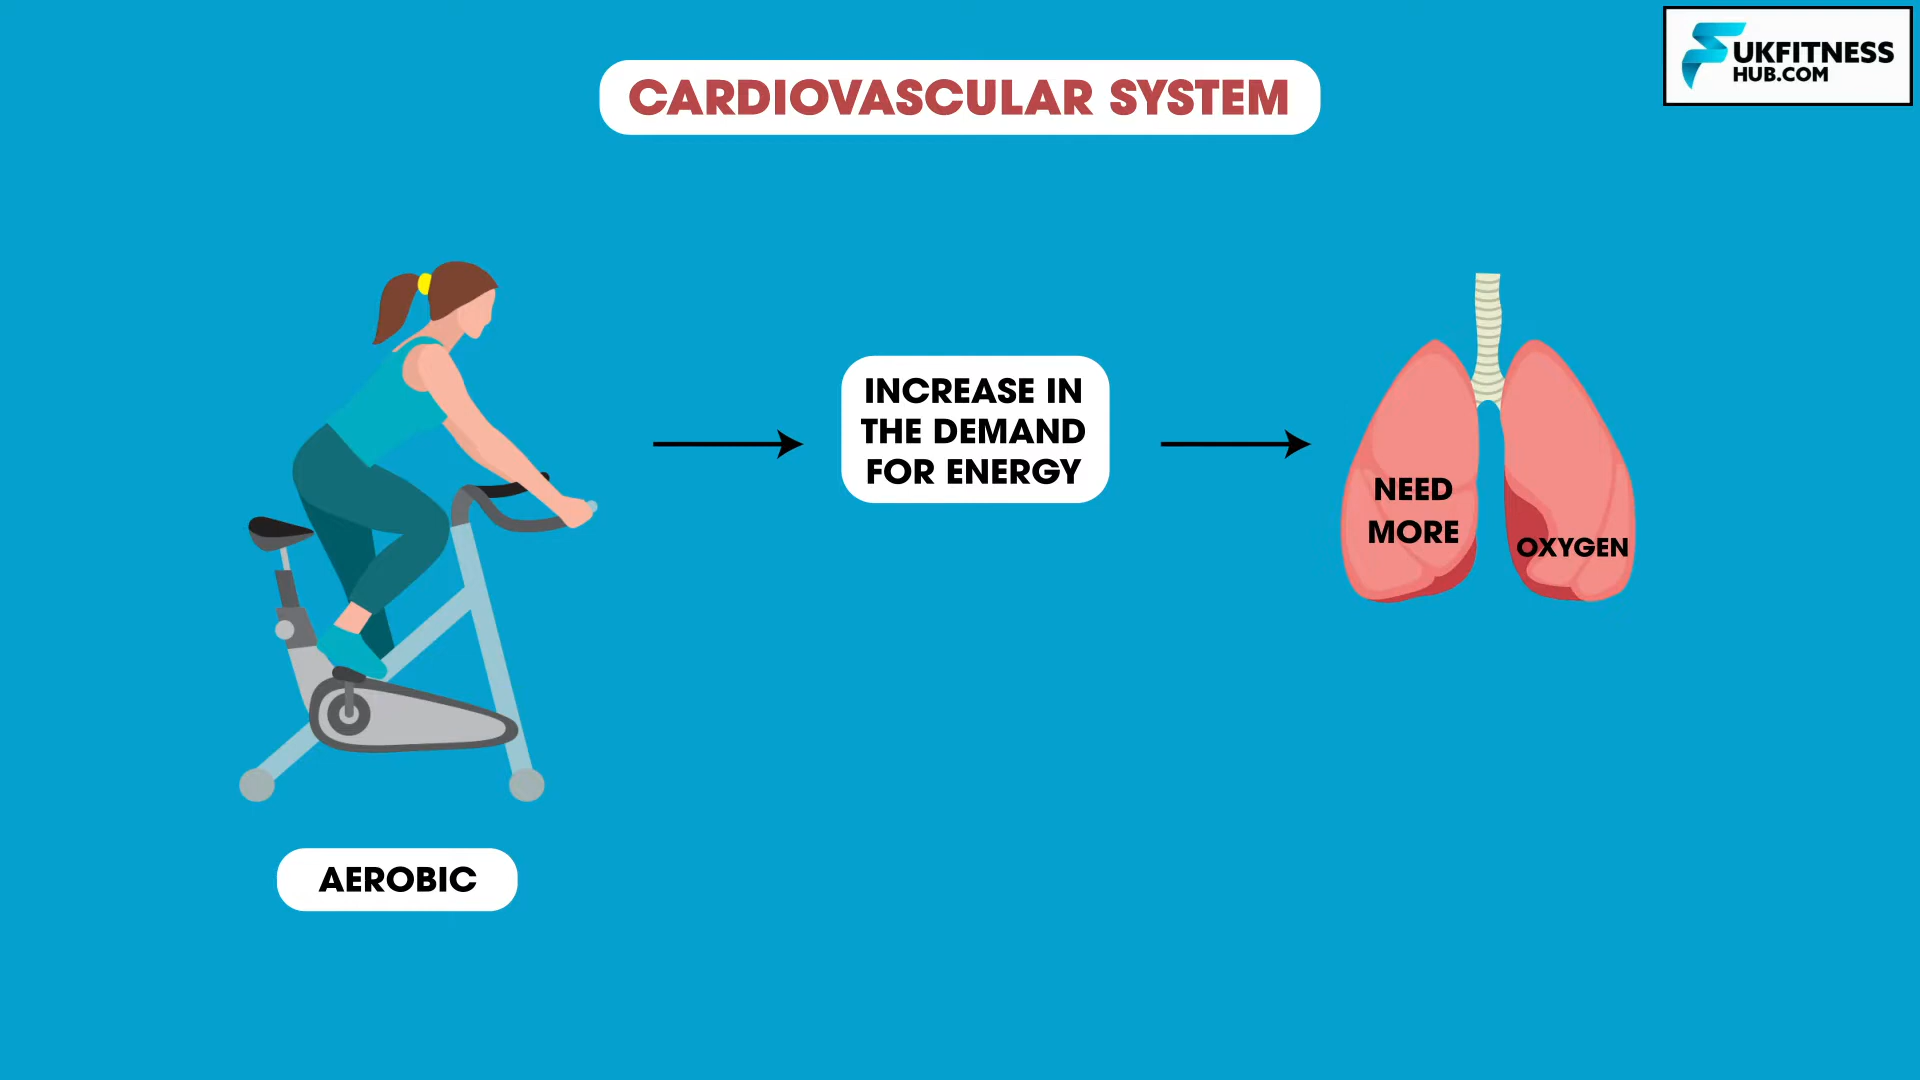 CARDIOVASCULAR SYSTEM
UKFITNESS
HUB.COM
INCREASE IN
THE DEMAND
FOR ENERGY
NEED
MORE
OXYGEN
AEROBIC